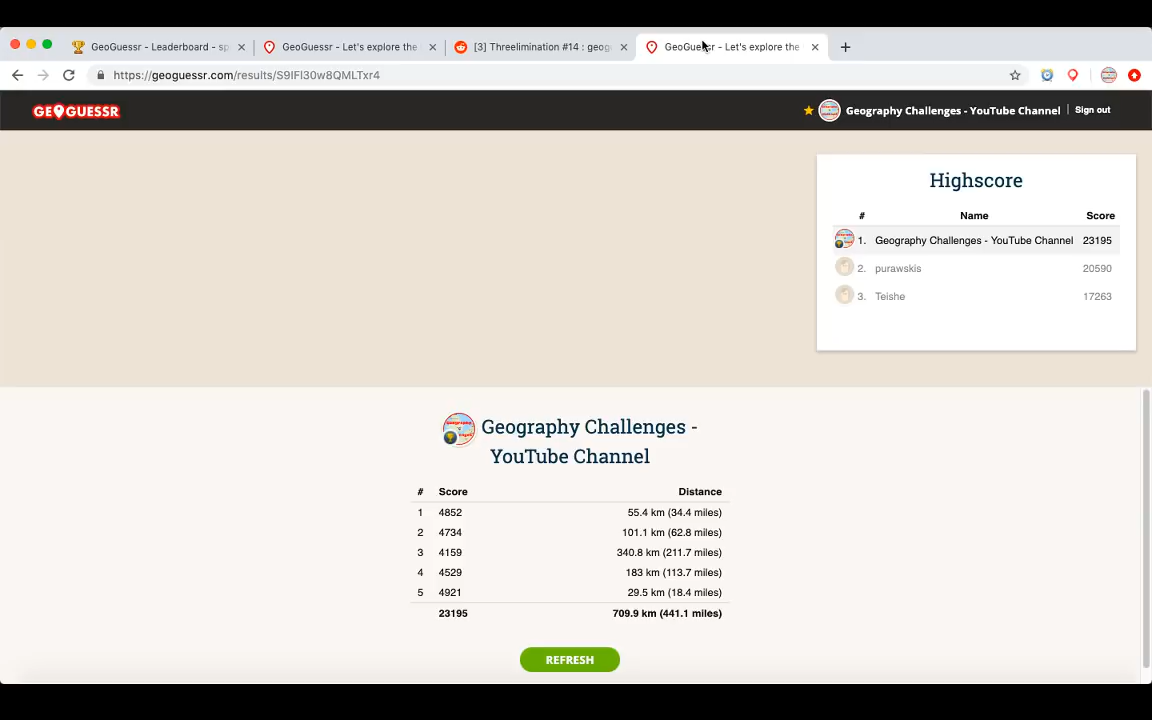 GeoGuessr - Leaderboard - sp
GeoGuessr - Let's explore the
[3] Threelimination #14 : geog
GeoGuessr - Let's explore the
https://geoguessr.com/results/S9IFl30w8QMLTxr4
GEOGUESSR
Geography Challenges - YouTube Channel
Sign out
Highscore
# Name Score
1. Geography Challenges - YouTube Channel 23195
2. purawskis 20590
3. Teishe 17263
Geography Challenges -
YouTube Channel
# Score Distance
1 4852 55.4 km (34.4 miles)
2 4734 101.1 km (62.8 miles)
3 4159 340.8 km (211.7 miles)
4 4529 183 km (113.7 miles)
5 4921 29.5 km (18.4 miles)
23195 709.9 km (441.1 miles)
REFRESH